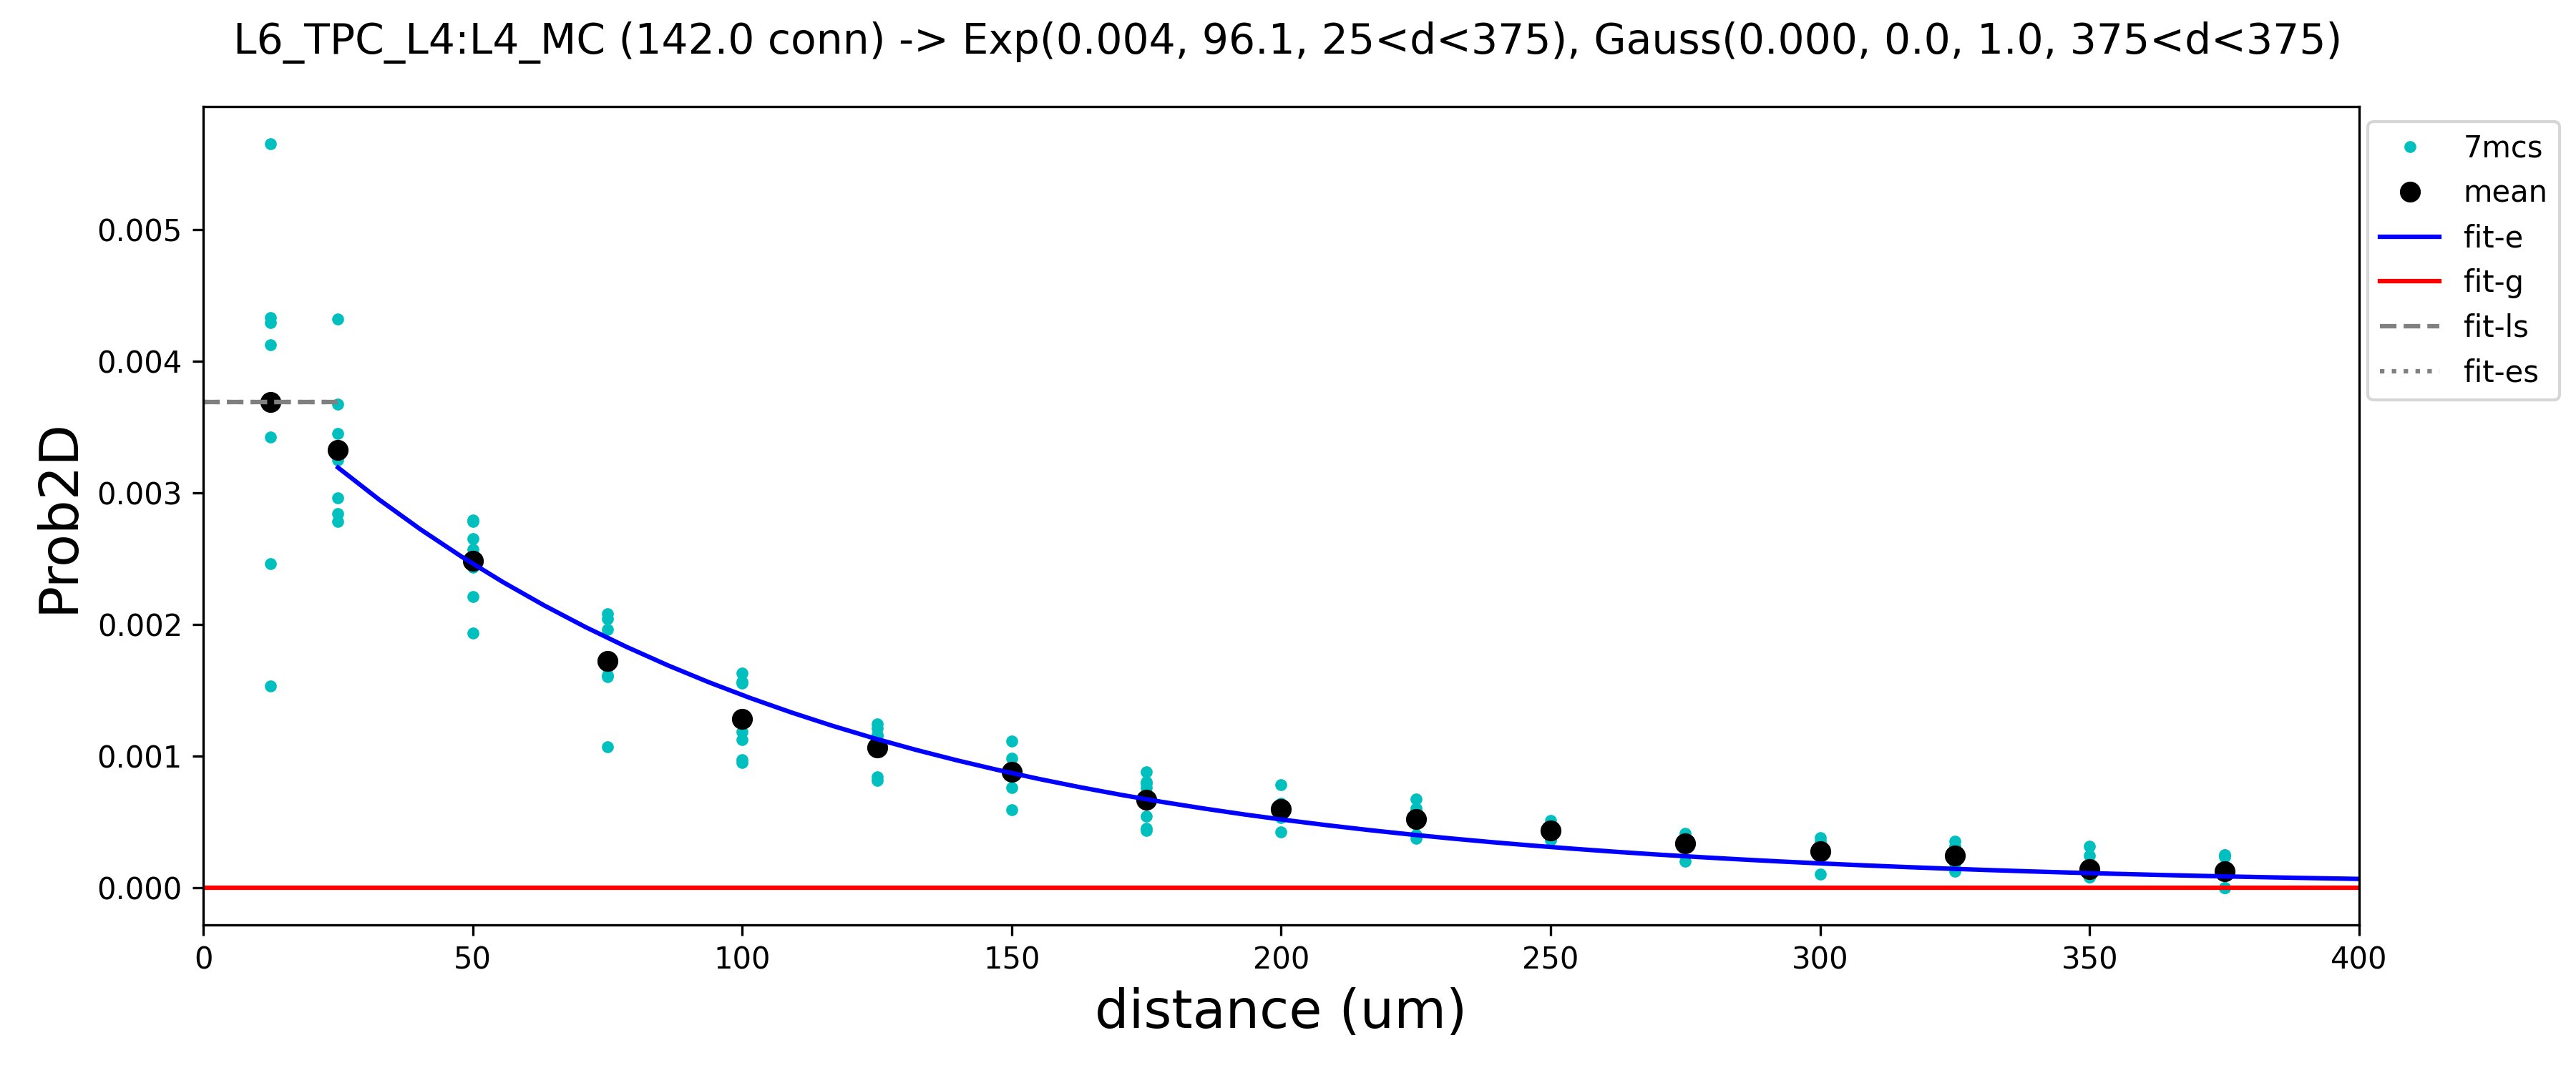 L6_TPC_L4:L4_MC (142.0 conn) -> Exp(0.004, 96.1, 25<d<375), Gauss(0.000, 0.0, 1.0, 375<d<375)
7mcs
mean
fit-e
fit-g
fit-ls
fit-es
Prob2D
0.005
0.004
0.003
0.002
0.001
0.000
0 50 100 150 200 250 300 350 400
distance (um)